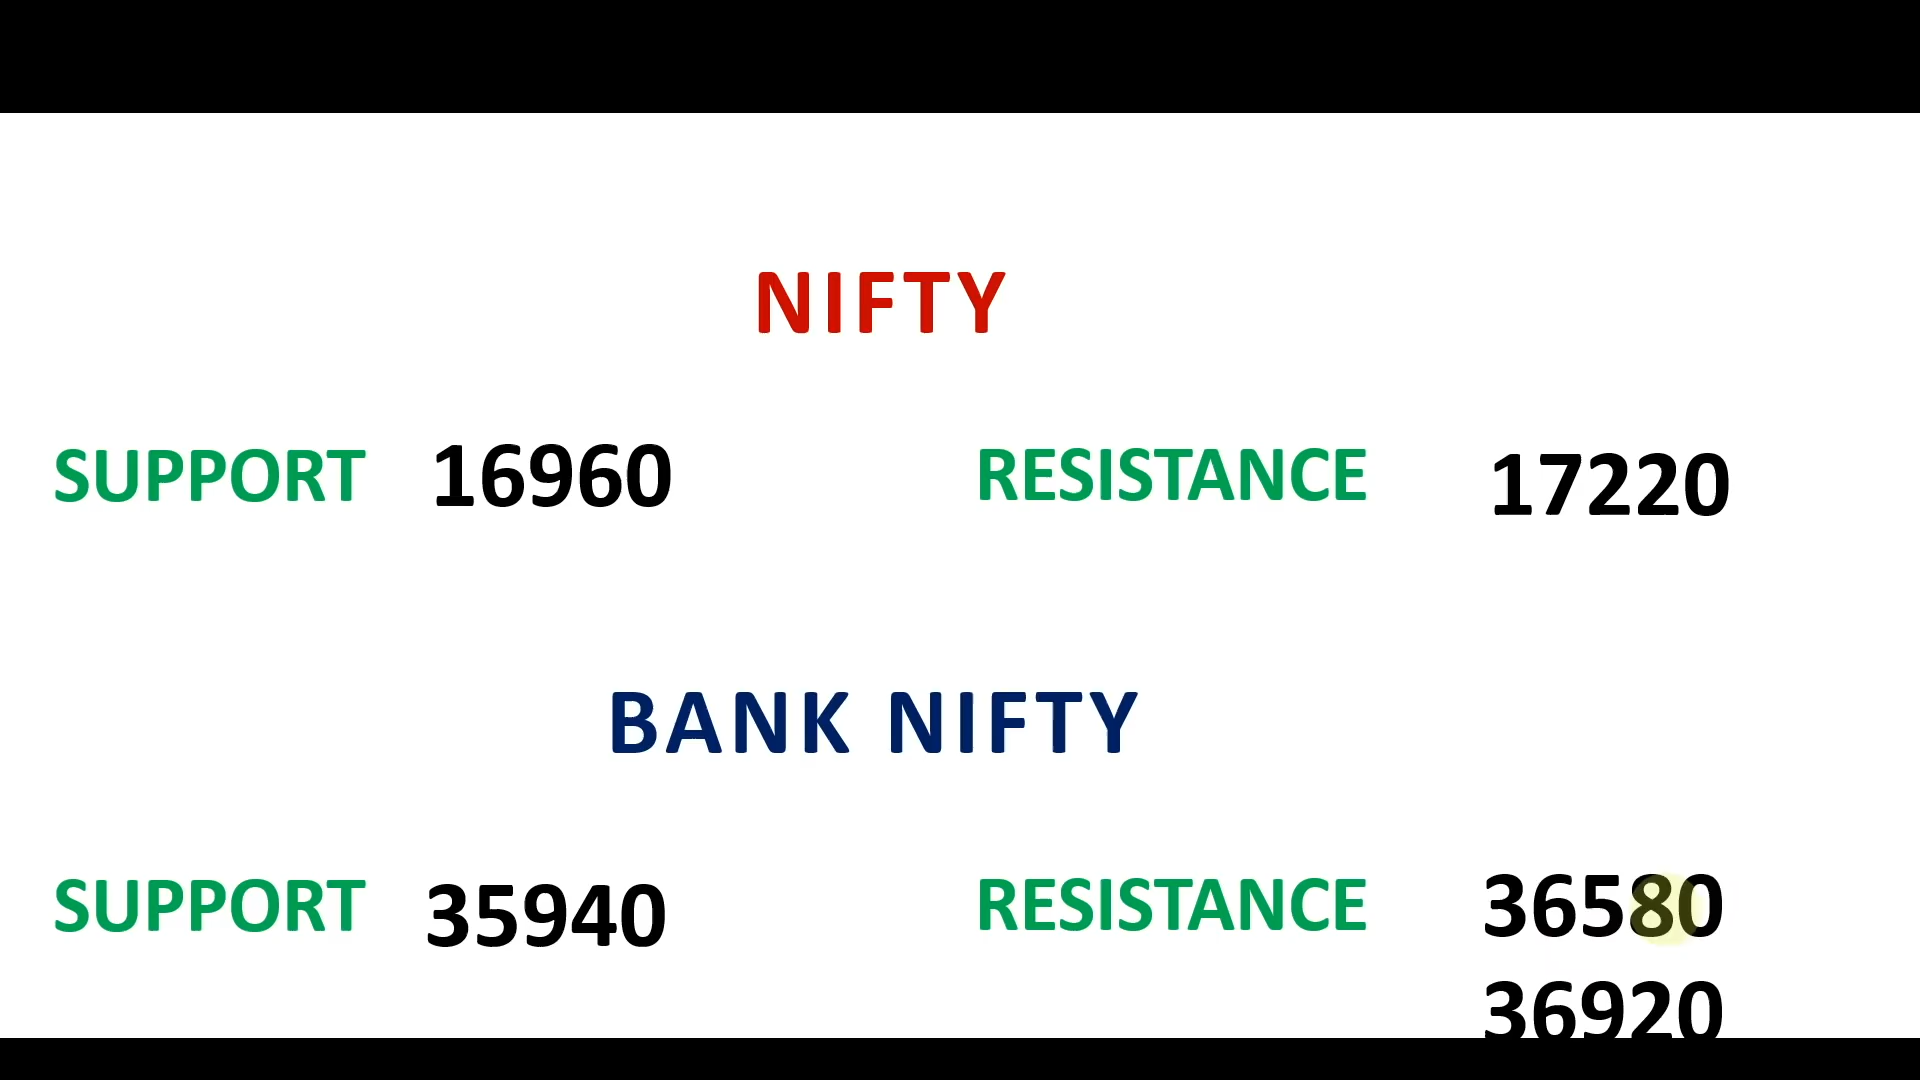 NIFTY
SUPPORT 16960 RESISTANCE 17220
BANK NIFTY
SUPPORT 35940 RESISTANCE 36580
36920